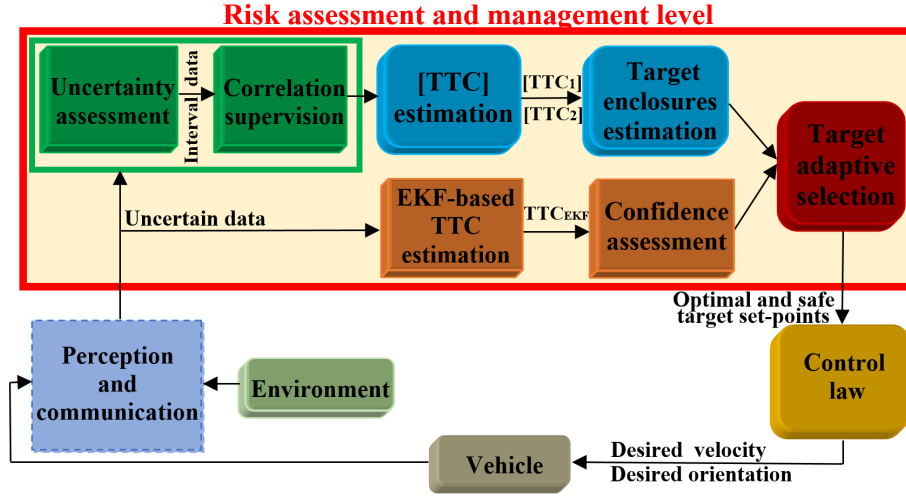 Risk assessment and management level
Uncertainty
assessment
Interval data
Correlation
supervision
[TTC]
estimation
[TTC1]
[TTC2]
Target
enclosures
estimation
Target
adaptive
selection
Uncertain data
EKF-based
TTC
estimation
TTCEKF
Confidence
assessment
Optimal and safe
target set-points
Perception
and
communication
Environment
Control
law
Vehicle
Desired velocity
Desired orientation